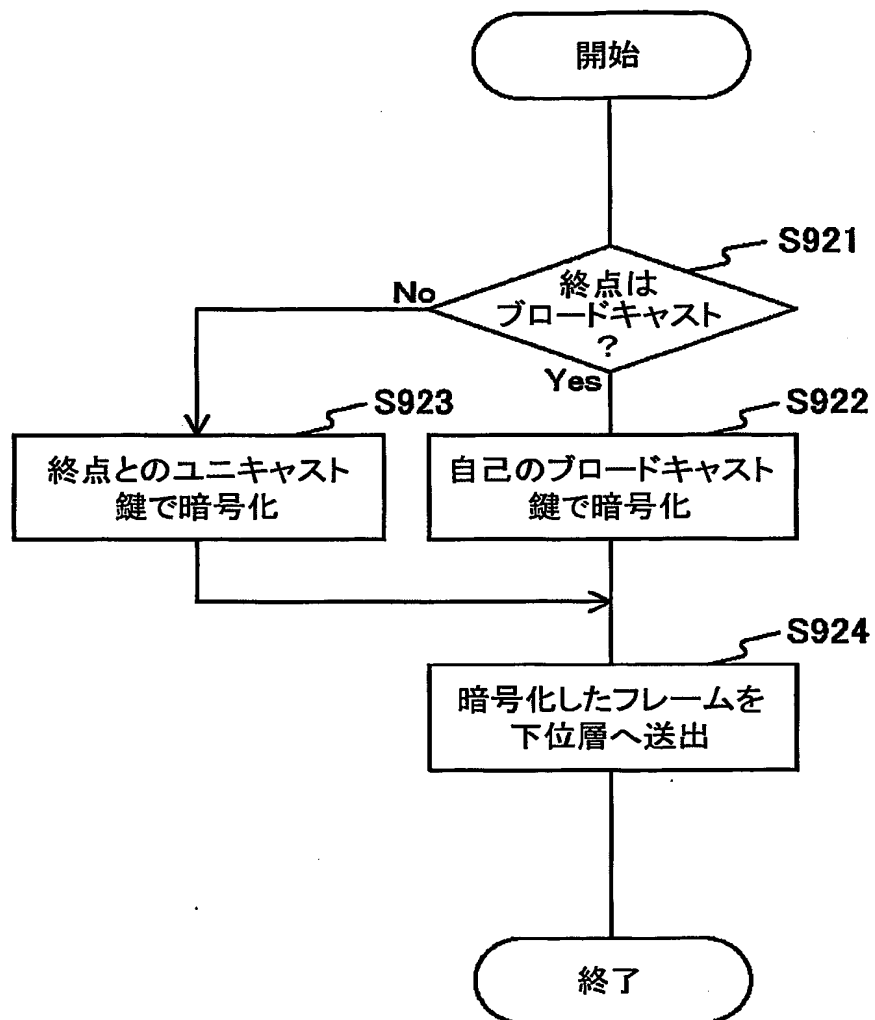 開始
S921
終点は
ブロードキャスト
?
No
Yes
S923
終点とのユニキャスト
鍵で暗号化
S922
自己のブロードキャスト
鍵で暗号化
S924
暗号化したフレームを
下位層へ送出
終了